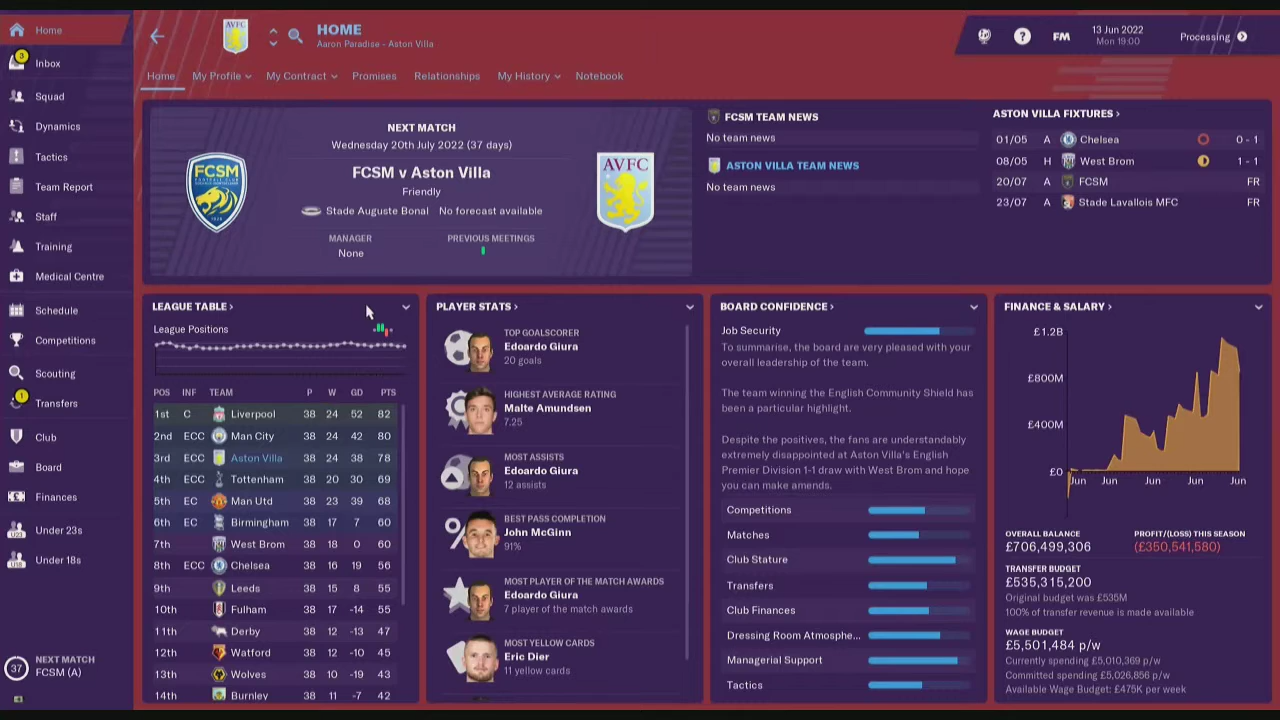 Home
Inbox
3
Squad
Dynamics
Tactics
Team Report
Staff
Training
Medical Centre
Schedule
Competitions
Scouting
Transfers
1
Club
Board
Finances
Under 23s
U23
Under 18s
U18
37
NEXT MATCH
FCSM (A)
AVFC
HOME
Aaron Paradise - Aston Villa
?
FM
13 Jun 2022
Mon 19:00
Processing
Home
My Profile
My Contract
Promises
Relationships
My History
Notebook
NEXT MATCH
Wednesday 20th July 2022 (37 days)
FCSM v Aston Villa
Friendly
Stade Auguste Bonal
No forecast available
MANAGER
None
PREVIOUS MEETINGS
FCSM
AVFC
FCSM TEAM NEWS
No team news
ASTON VILLA TEAM NEWS
No team news
ASTON VILLA FIXTURES >
01/05 A Chelsea 0 - 1
08/05 H West Brom 1 - 1
20/07 A FCSM FR
23/07 A Stade Lavallois MFC FR
LEAGUE TABLE >
League Positions
POS INF TEAM P W GD PTS
1st C Liverpool 38 24 52 82
2nd ECC Man City 38 24 42 80
3rd ECC Aston Villa 38 24 38 78
4th ECC Tottenham 38 20 30 69
5th EC Man Utd 38 23 39 68
6th EC Birmingham 38 17 7 60
7th West Brom 38 18 0 60
8th ECC Chelsea 38 16 19 56
9th Leeds 38 15 8 55
10th Fulham 38 17 -14 55
11th Derby 38 12 -13 47
12th Watford 38 12 -10 45
13th Wolves 38 10 -19 43
14th Burnley 38 11 -7 42
PLAYER STATS >
TOP GOALSCORER
Edoardo Giura
20 goals
HIGHEST AVERAGE RATING
Malte Amundsen
7.25
MOST ASSISTS
Edoardo Giura
12 assists
BEST PASS COMPLETION
John McGinn
91%
MOST PLAYER OF THE MATCH AWARDS
Edoardo Giura
7 player of the match awards
MOST YELLOW CARDS
Eric Dier
11 yellow cards
BOARD CONFIDENCE >
Job Security
To summarise, the board are very pleased with your
overall leadership of the team.
The team winning the English Community Shield has
been a particular highlight.
Despite the positives, the fans are understandably
extremely disappointed at Aston Villa's English
Premier Division 1-1 draw with West Brom and hope
you can make amends.
Competitions
Matches
Club Stature
Transfers
Club Finances
Dressing Room Atmosphe...
Managerial Support
Tactics
FINANCE & SALARY >
£1.2B
£800M
£400M
£0
Jun Jun Jun Jun Jun
OVERALL BALANCE
£706,499,306
PROFIT/(LOSS) THIS SEASON
(£350,541,580)
TRANSFER BUDGET
£535,315,200
Original budget was £535M
100% of transfer revenue is made available
WAGE BUDGET
£5,501,484 p/w
Currently spending £5,010,369 p/w
Committed spending £5,026,856 p/w
Available Wage Budget: £475K per week